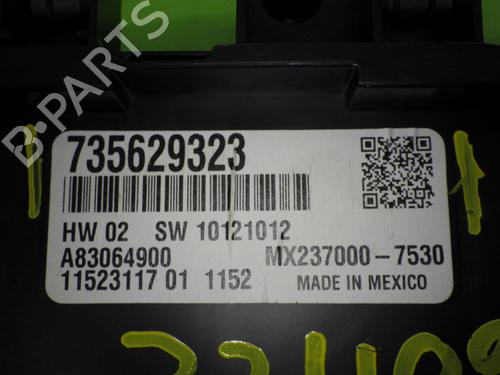 B-PARTS
735629323
HW 02 SW 10121012
A83064900 MX237000-7530
11523117 01 1152 MADE IN MEXICO